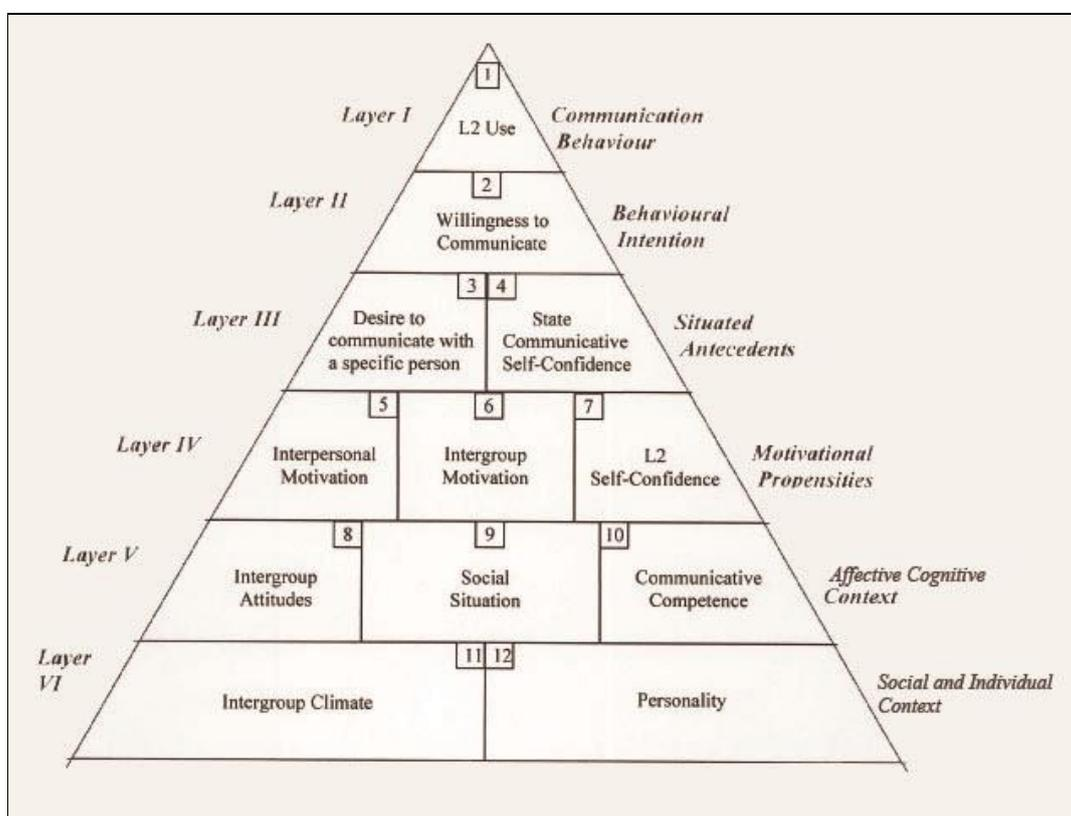 1
Layer I
L2 Use
Communication
Behaviour
2
Layer II
Willingness to
Communicate
Behavioural
Intention
3 4
Layer III
Desire to
communicate with
a specific person
State
Communicative
Self-Confidence
Situated
Antecedents
5 6 7
Layer IV
Interpersonal
Motivation
Intergroup
Motivation
L2
Self-Confidence
Motivational
Propensities
8 9 10
Layer V
Intergroup
Attitudes
Social
Situation
Communicative
Competence
Affective Cognitive
Context
11 12
Layer
VI
Intergroup Climate
Personality
Social and Individual
Context